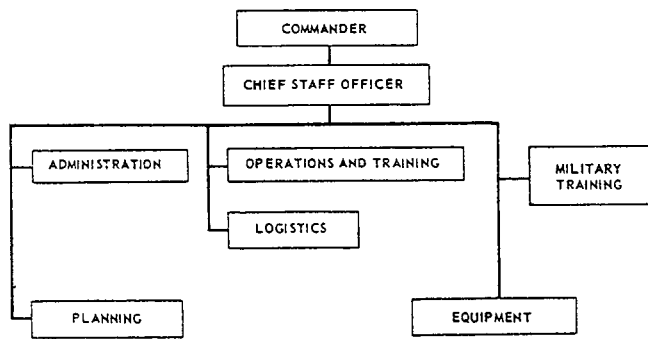 COMMANDER
CHIEF STAFF OFFICER
ADMINISTRATION
OPERATIONS AND TRAINING
MILITARY
TRAINING
LOGISTICS
PLANNING
EQUIPMENT